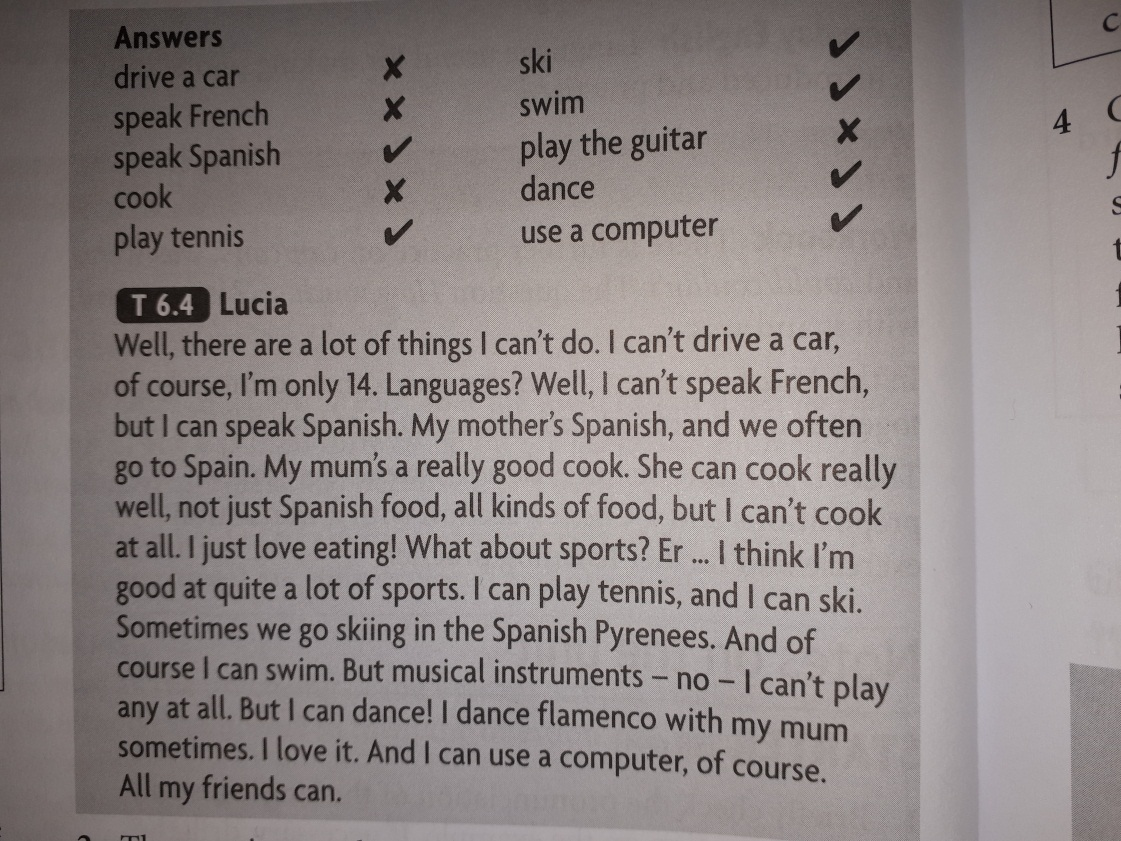 Answers
drive a car ✘ ski ✔
speak French ✘ swim ✔
speak Spanish ✔ play the guitar ✘
cook ✘ dance ✔
play tennis ✔ use a computer ✔
T 6.4 Lucia
Well, there are a lot of things I can't do. I can't drive a car,
of course, I'm only 14. Languages? Well, I can't speak French,
but I can speak Spanish. My mother's Spanish, and we often
go to Spain. My mum's a really good cook. She can cook really
well, not just Spanish food, all kinds of food, but I can't cook
at all. I just love eating! What about sports? Er ... I think I'm
good at quite a lot of sports. I can play tennis, and I can ski.
Sometimes we go skiing in the Spanish Pyrenees. And of
course I can swim. But musical instruments – no – I can't play
any at all. But I can dance! I dance flamenco with my mum
sometimes. I love it. And I can use a computer, of course.
All my friends can.
4